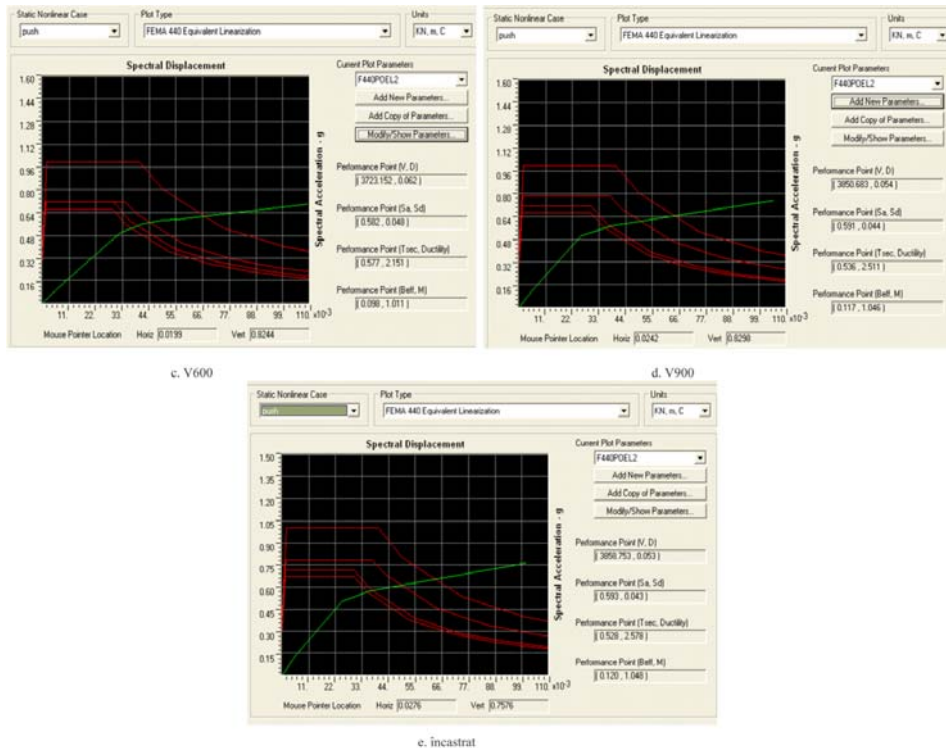 Static Nonlinear Case
Plot Type
Units
push
FEMA 440 Equivalent Linearization
KN, m, C
Spectral Displacement
Current Plot Parameters
F440POEL2
Add New Parameters...
Add Copy of Parameters...
Modify/Show Parameters...
1.60
1.44
1.28
1.12
0.96
0.80
0.64
0.48
0.32
0.16
Spectral Acceleration - g
Performance Point (V, D)
( 3723.152 , 0.062 )
Performance Point (Sa, Sd)
( 0.582 , 0.048 )
Performance Point (Tsec, Ductility)
( 0.577 , 2.151 )
Performance Point (Beff, M)
( 0.098 , 1.011 )
11. 22. 33. 44. 55. 66. 77. 88. 99. 110. x10-3
Mouse Pointer Location Horiz 0.0199 Vert 0.8244
c. V600
Static Nonlinear Case
Plot Type
Units
push
FEMA 440 Equivalent Linearization
KN, m, C
Spectral Displacement
Current Plot Parameters
F440POEL2
Add New Parameters...
Add Copy of Parameters...
Modify/Show Parameters...
1.60
1.44
1.28
1.12
0.96
0.80
0.64
0.48
0.32
0.16
Spectral Acceleration - g
Performance Point (V, D)
( 3850.683 , 0.054 )
Performance Point (Sa, Sd)
( 0.591 , 0.044 )
Performance Point (Tsec, Ductility)
( 0.536 , 2.511 )
Performance Point (Beff, M)
( 0.117 , 1.046 )
11. 22. 33. 44. 55. 66. 77. 88. 99. 110. x10-3
Mouse Pointer Location Horiz 0.0242 Vert 0.8298
d. V900
Static Nonlinear Case
Plot Type
Units
push
FEMA 440 Equivalent Linearization
KN, m, C
Spectral Displacement
Current Plot Parameters
F440POEL2
Add New Parameters...
Add Copy of Parameters...
Modify/Show Parameters...
1.50
1.35
1.20
1.05
0.90
0.75
0.60
0.45
0.30
0.15
Spectral Acceleration - g
Performance Point (V, D)
( 3858.753 , 0.053 )
Performance Point (Sa, Sd)
( 0.593 , 0.043 )
Performance Point (Tsec, Ductility)
( 0.528 , 2.578 )
Performance Point (Beff, M)
( 0.120 , 1.048 )
11. 22. 33. 44. 55. 66. 77. 88. 99. 110. x10-3
Mouse Pointer Location Horiz 0.0276 Vert 0.7576
e. încastrat